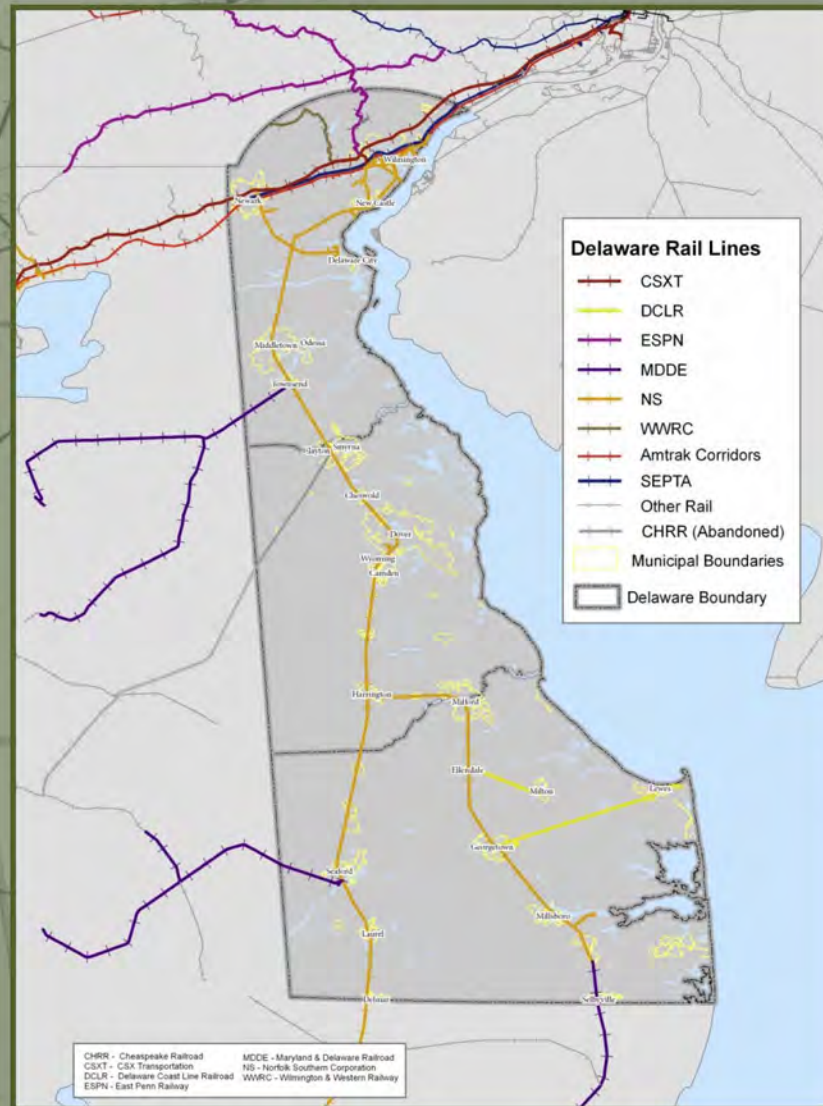 Wilmington
Newark
New Castle
Delaware City
Middletown
Odessa
Townsend
Smyrna
Clayton
Cheswold
Dover
Wyoming
Camden
Harrington
Milford
Ellendale
Milton
Lewes
Georgetown
Seaford
Millsboro
Laurel
Delmar
Selbyville
Delaware Rail Lines
CSXT
DCLR
ESPN
MDDE
NS
WWRC
Amtrak Corridors
SEPTA
Other Rail
CHRR (Abandoned)
Municipal Boundaries
Delaware Boundary
CHRR - Cheaspeake Railroad
CSXT - CSX Transportation
DCLR - Delaware Coast Line Railroad
ESPN - East Penn Railway
MDDE - Maryland & Delaware Railroad
NS - Norfolk Southern Corporation
WWRC - Wilmington & Western Railway